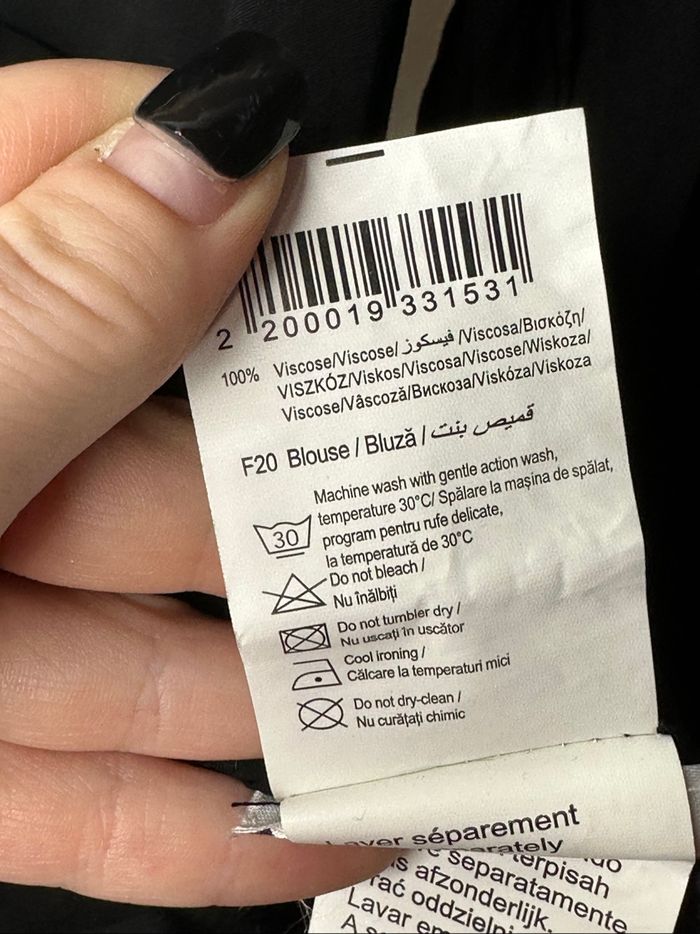 2 200019 331531
100% Viscose/Viscose/ فيسكوز /Viscosa/Βισκόζη/
VISZKÓZ/Viskos/Viscosa/Viscose/Wiskoza/
Viscose/Vâscoză/Вискоза/Viskóza/Viskoza
F20 Blouse / Bluză / قميص بنت
Machine wash with gentle action wash,
temperature 30°C/ Spălare la mașina de spălat,
program pentru rufe delicate,
la temperatură de 30°C
30
Do not bleach /
Nu înălbiți
Do not tumbler dry /
Nu uscați în uscător
Cool ironing /
Călcare la temperaturi mici
Do not dry-clean /
Nu curățați chimic
séparement
terpisah
separatamente
afzonderlijk.
oddzielni
Lavar